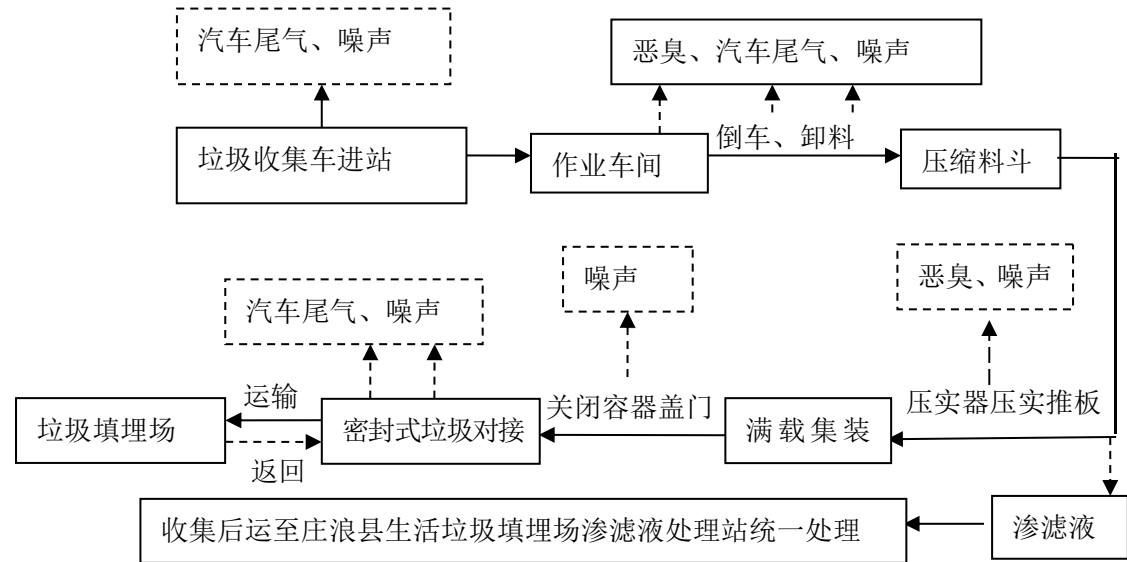 汽车尾气、噪声
恶臭、汽车尾气、噪声
垃圾收集车进站
作业车间
倒车、卸料
压缩料斗
汽车尾气、噪声
噪声
恶臭、噪声
垃圾填埋场
运输
返回
密封式垃圾对接
关闭容器盖门
满载集装
压实器压实推板
收集后运至庄浪县生活垃圾填埋场渗滤液处理站统一处理
渗滤液